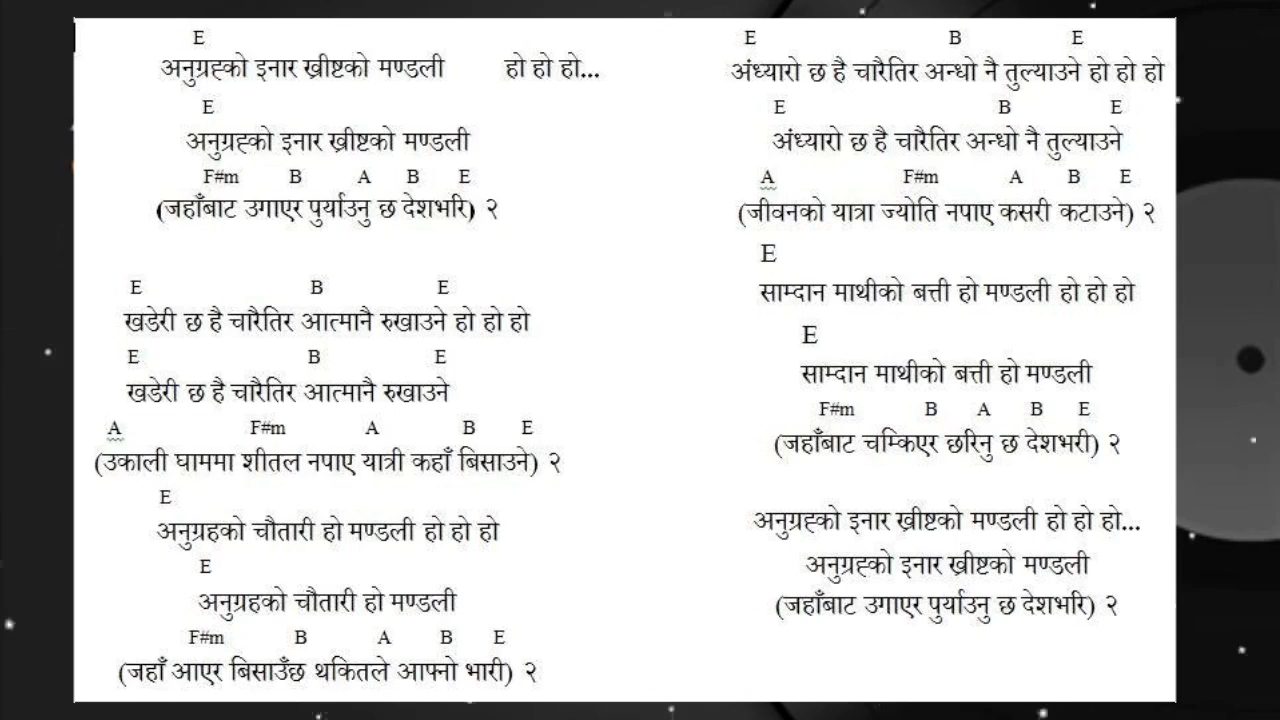 E
अनुग्रह्को इनार ख्रीष्टको मण्डली हो हो हो...
E
अनुग्रह्को इनार ख्रीष्टको मण्डली
F#m B A B E
(जहाँबाट उगाएर पुर्याउनु छ देशभरि) २
E B E
खडेरी छ है चारैतिर आत्मानै रुखाउने हो हो हो
E B E
खडेरी छ है चारैतिर आत्मानै रुखाउने
A F#m A B E
(उकाली घाममा शीतल नपाए यात्री कहाँ बिसाउने) २
E
अनुग्रहको चौतारी हो मण्डली हो हो हो
E
अनुग्रहको चौतारी हो मण्डली
F#m B A B E
(जहाँ आएर बिसाउँछ थकितले आफ्नो भारी) २
E B E
अंध्यारो छ है चारैतिर अन्धो नै तुल्याउने हो हो हो
E B E
अंध्यारो छ है चारैतिर अन्धो नै तुल्याउने
A F#m A B E
(जीवनको यात्रा ज्योति नपाए कसरी कटाउने) २
E
साम्दान माथीको बत्ती हो मण्डली हो हो हो
E
साम्दान माथीको बत्ती हो मण्डली
F#m B A B E
(जहाँबाट चम्किएर छरिनु छ देशभरी) २
अनुग्रह्को इनार ख्रीष्टको मण्डली हो हो हो...
अनुग्रह्को इनार ख्रीष्टको मण्डली
(जहाँबाट उगाएर पुर्याउनु छ देशभरि) २